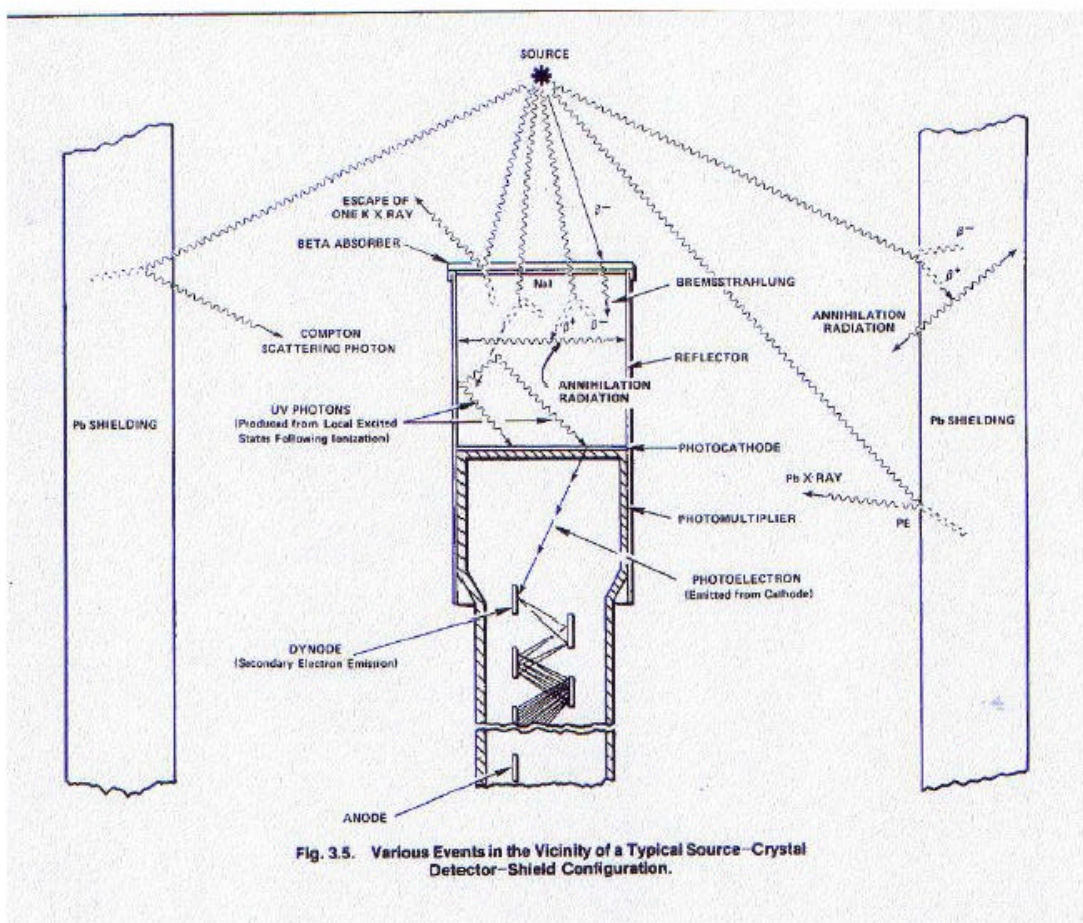 SOURCE
ESCAPE OF
ONE K X RAY
BETA ABSORBER
β−
NaI
BREMSSTRAHLUNG
β−
β+
ANNIHILATION
RADIATION
COMPTON
SCATTERING PHOTON
β+
β−
REFLECTOR
ANNIHILATION
RADIATION
UV PHOTONS
(Produced from Local Excited
States Following Ionization)
Pb SHIELDING
Pb SHIELDING
PHOTOCATHODE
Pb X-RAY
PE
PHOTOMULTIPLIER
PHOTOELECTRON
(Emitted from Cathode)
DYNODE
(Secondary Electron Emission)
ANODE
Fig. 3.5. Various Events in the Vicinity of a Typical Source–Crystal
Detector–Shield Configuration.